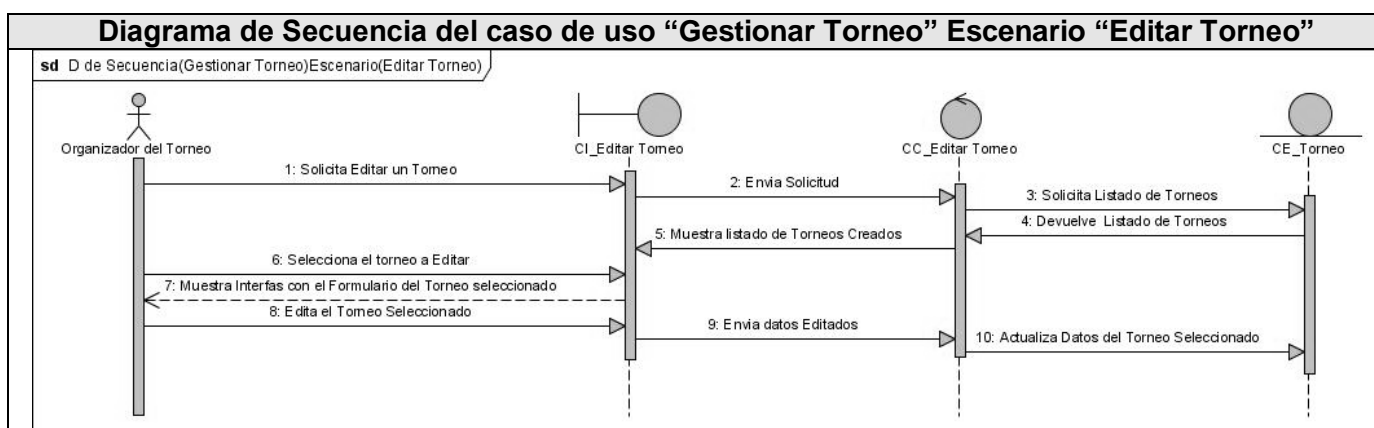 Diagrama de Secuencia del caso de uso “Gestionar Torneo” Escenario “Editar Torneo”
sd D de Secuencia(Gestionar Torneo)Escenario(Editar Torneo)
Organizador del Torneo
CI_Editar Torneo
CC_Editar Torneo
CE_Torneo
1: Solicita Editar un Torneo
2: Envia Solicitud
3: Soliciita Listado de Torneos
4: Devuelve Listado de Torneos
5: Muestra listado de Torneos Creados
6: Selecciona el torneo a Editar
7: Muestra Interfas con el Formulario del Torneo seleccionado
8: Edita el Torneo Seleccionado
9: Envia datos Editados
10: Actualiza Datos del Torneo Seleccionado